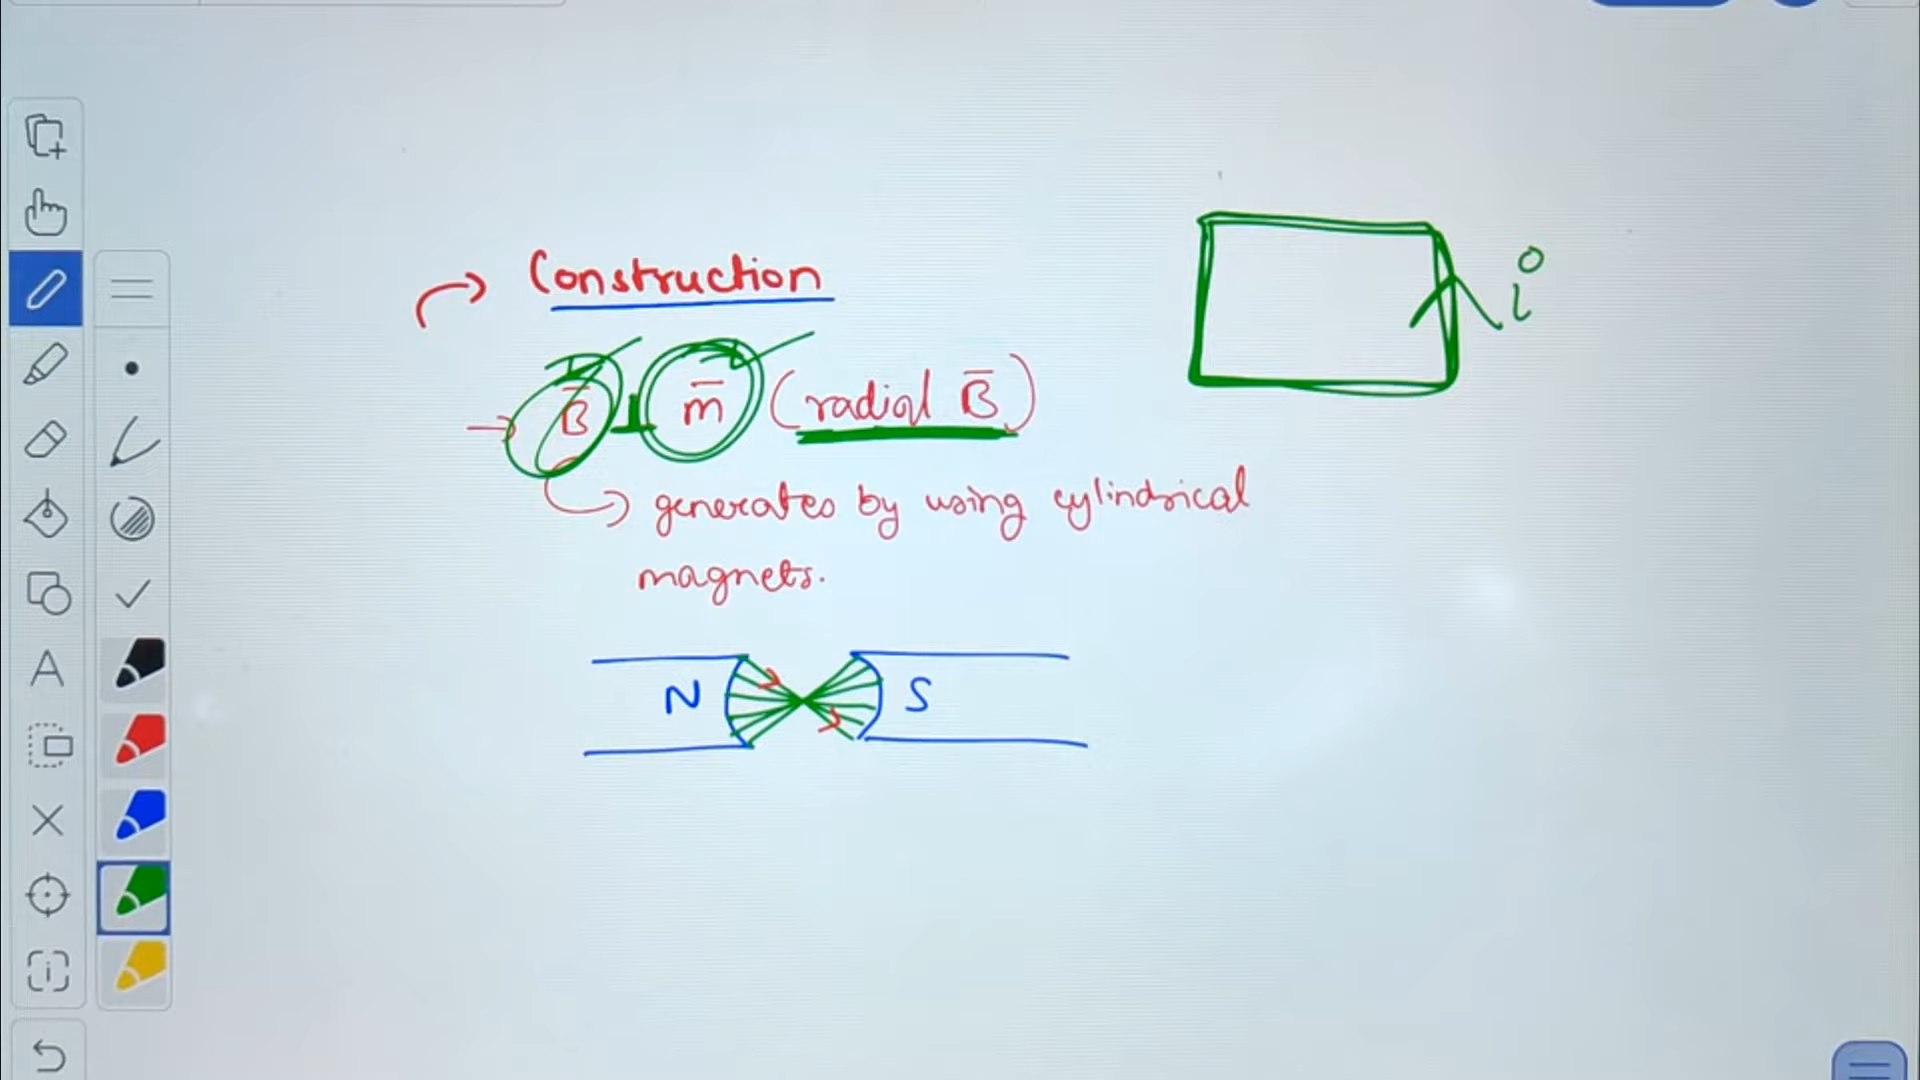 Construction
B̄ ⊥ m̄ (radial B̄)
i
generates by using cylindrical
magnets.
N S
A